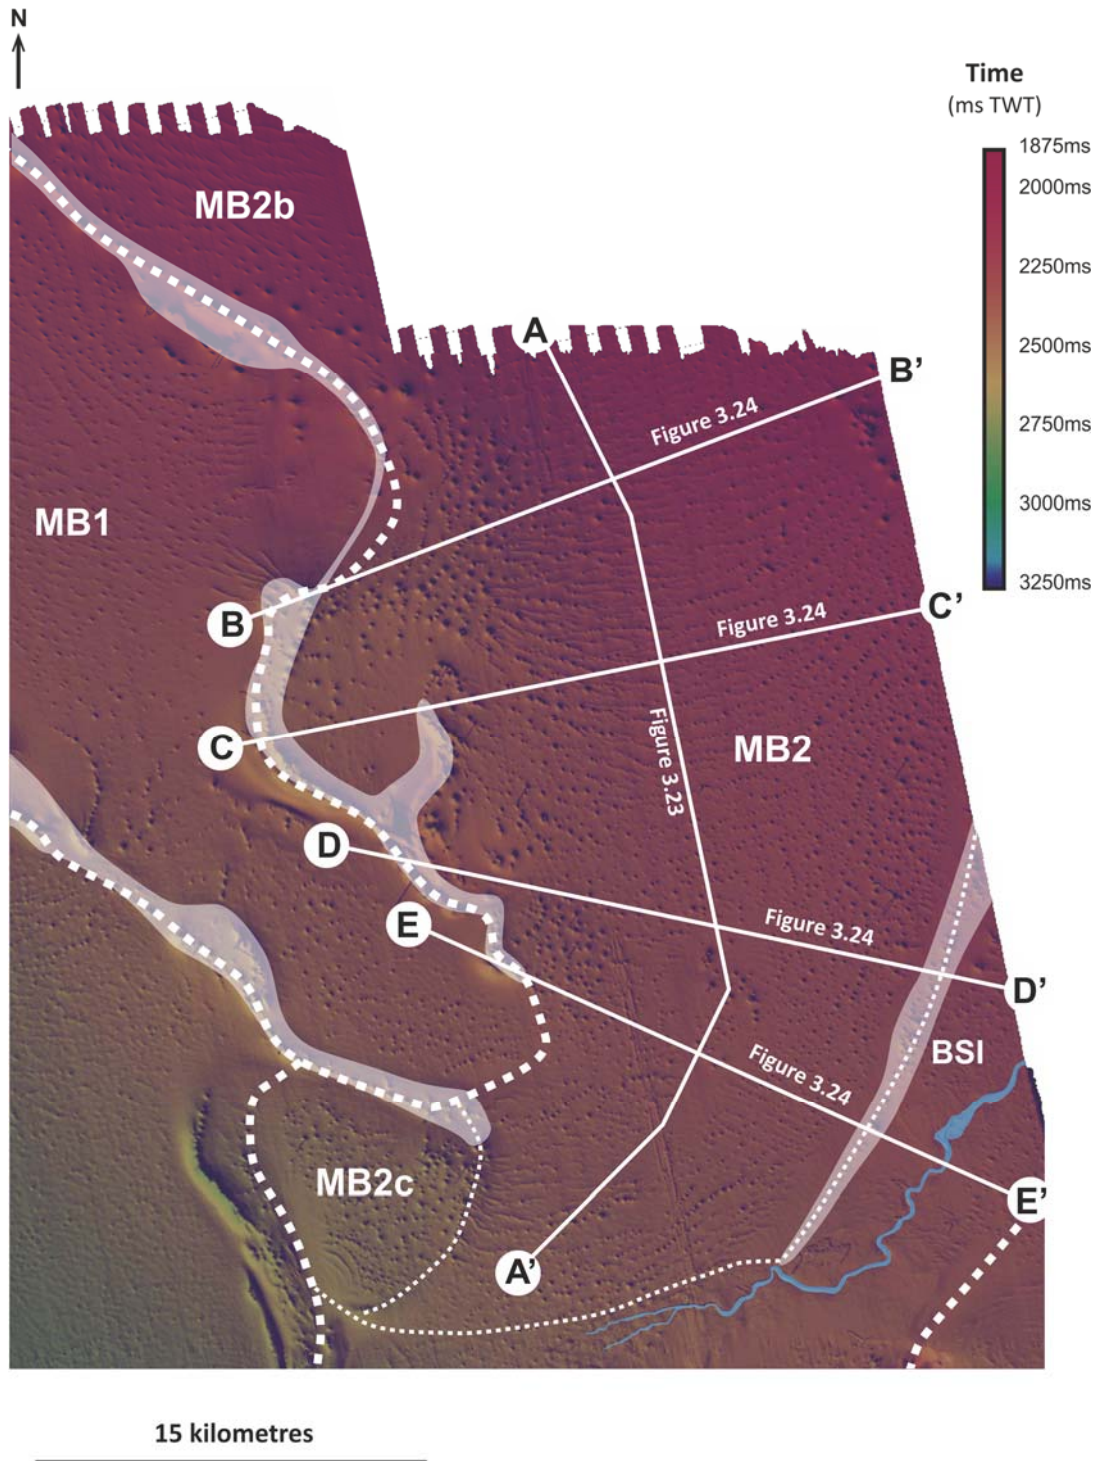 N
Time
(ms TWT)
1875ms
2000ms
2250ms
2500ms
2750ms
3000ms
3250ms
MB2b
A
B’
Figure 3.24
MB1
B
C’
Figure 3.24
C
MB2
Figure 3.23
D
E
Figure 3.24
D’
BSI
Figure 3.24
MB2c
E’
A’
15 kilometres